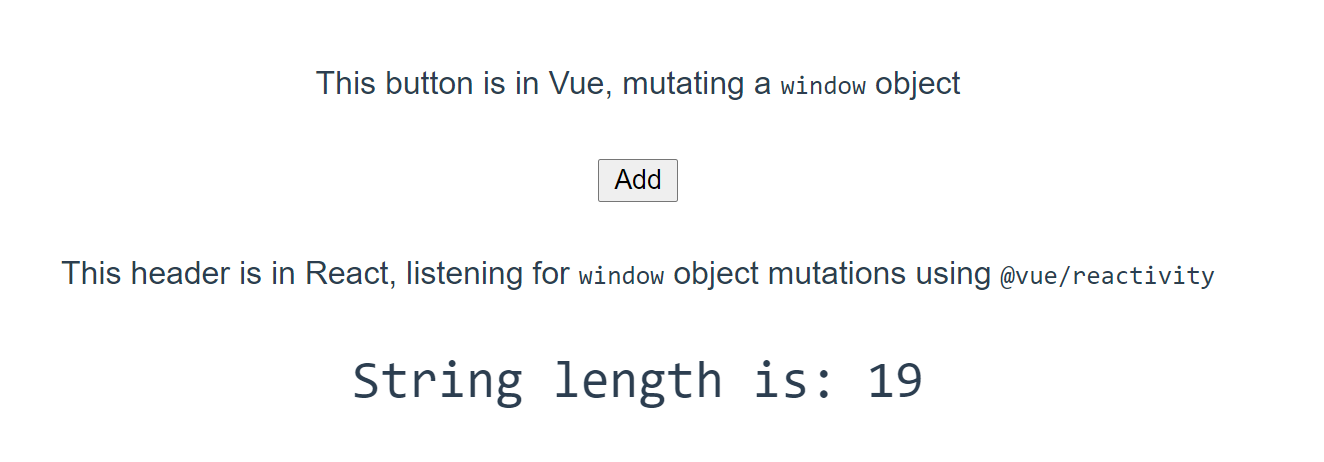 This button is in Vue, mutating a window object
Add
This header is in React, listening for window object mutations using @vue/reactivity
String length is: 19